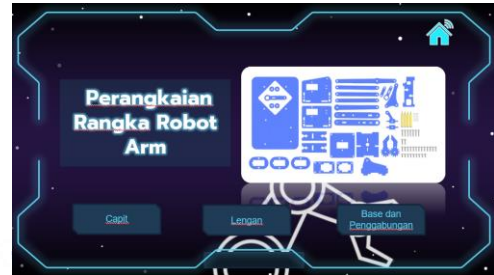 Perangkaian
Rangka Robot
Arm
Capit
Lengan
Base dan
Penggabungan